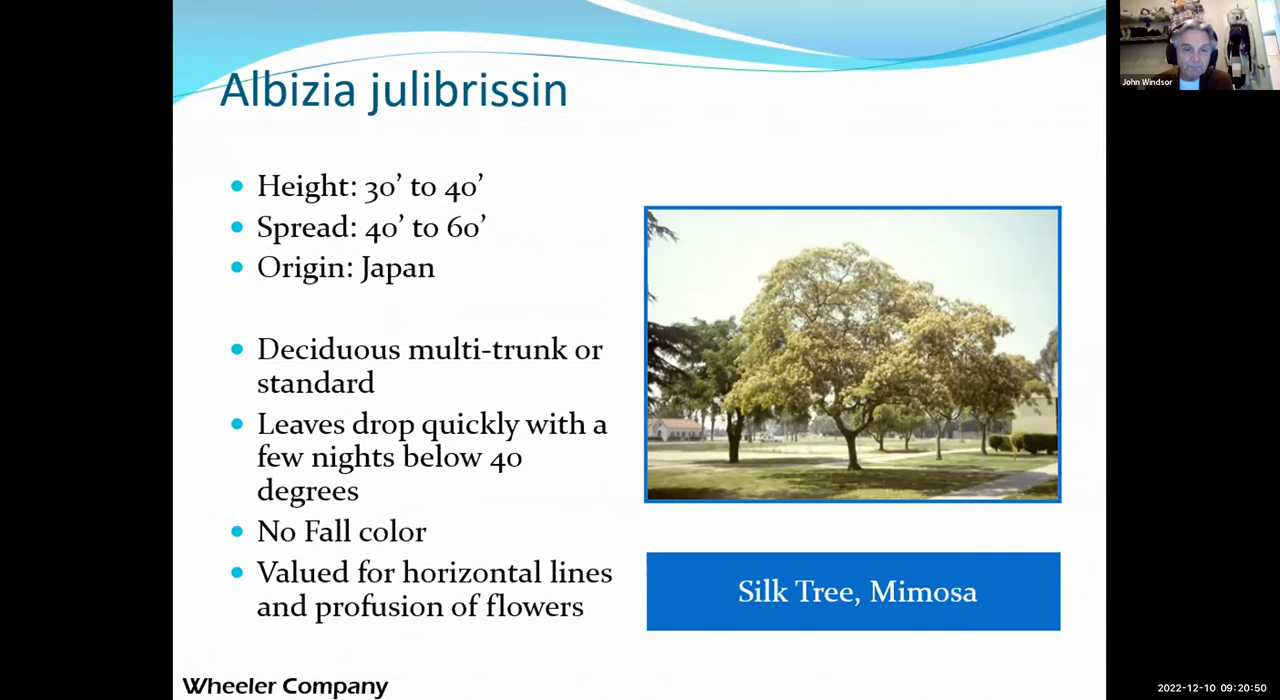 Albizia julibrissin
Height: 30’ to 40’
Spread: 40’ to 60’
Origin: Japan
Deciduous multi-trunk or
standard
Leaves drop quickly with a
few nights below 40
degrees
No Fall color
Valued for horizontal lines
and profusion of flowers
Silk Tree, Mimosa
Wheeler Company
John Windsor
2022-12-10 09:20:50